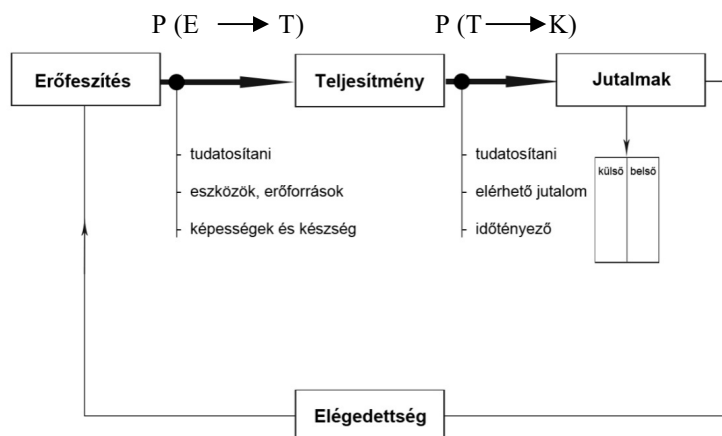 P (E → T)
P (T → K)
Erőfeszítés
Teljesítmény
Jutalmak
tudatosítani
eszközök, erőforrások
képességek és készség
tudatosítani
elérhető jutalom
időtényező
külső
belső
Elégedettség